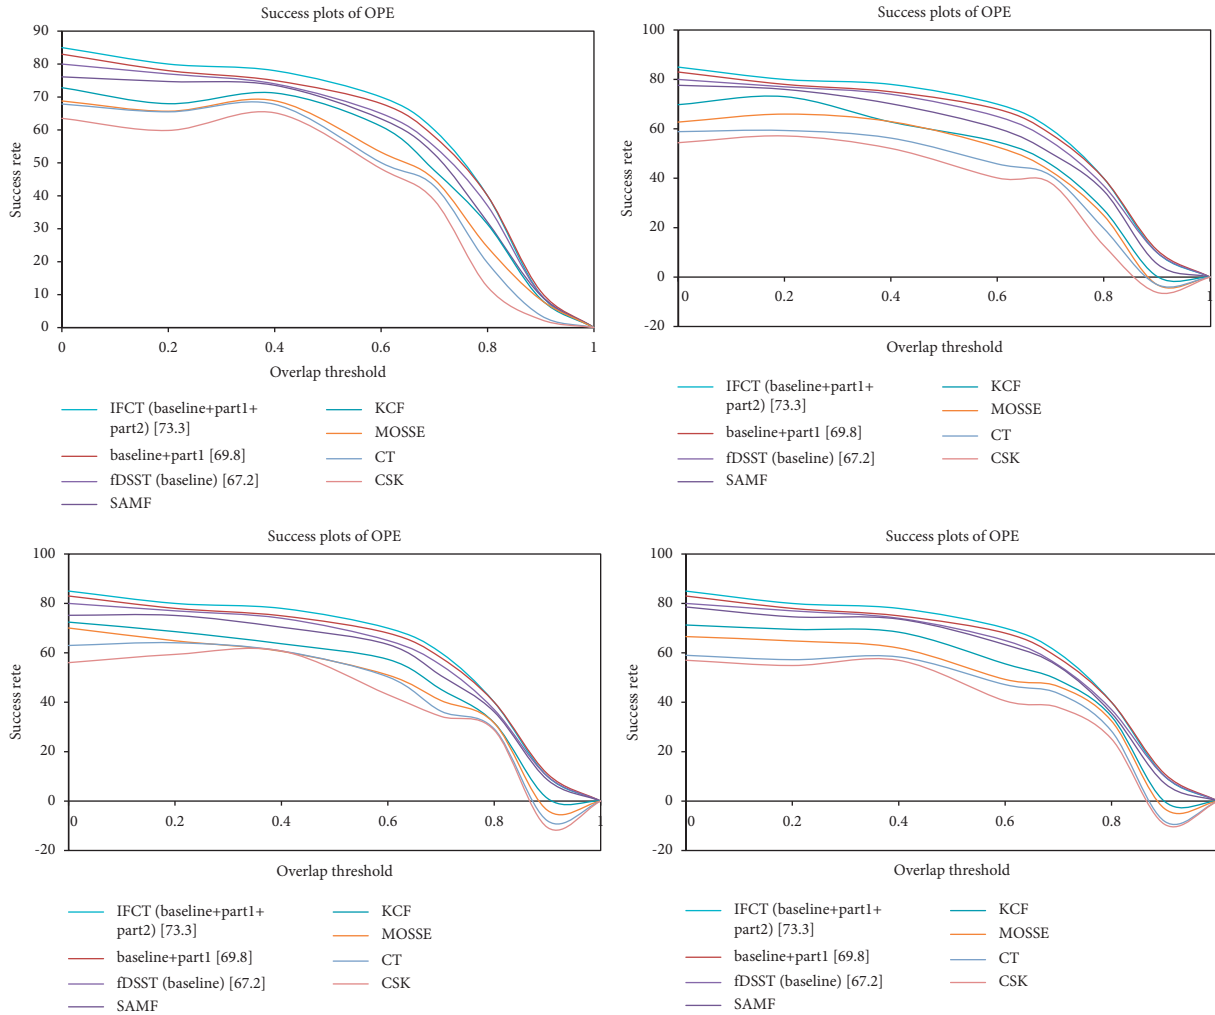 Success plots of OPE
90
80
70
60
50
40
30
20
10
0
Success rete
0 0.2 0.4 0.6 0.8 1
Overlap threshold
IFCT (baseline+part1+
part2) [73.3]
baseline+part1 [69.8]
fDSST (baseline) [67.2]
SAMF
KCF
MOSSE
CT
CSK
Success plots of OPE
100
80
60
40
20
0
-20
Success rete
0 0.2 0.4 0.6 0.8 1
Overlap threshold
IFCT (baseline+part1+
part2) [73.3]
baseline+part1 [69.8]
fDSST (baseline) [67.2]
SAMF
KCF
MOSSE
CT
CSK
Success plots of OPE
100
80
60
40
20
0
-20
Success rete
0 0.2 0.4 0.6 0.8 1
Overlap threshold
IFCT (baseline+part1+
part2) [73.3]
baseline+part1 [69.8]
fDSST (baseline) [67.2]
SAMF
KCF
MOSSE
CT
CSK
Success plots of OPE
100
80
60
40
20
0
-20
Success rete
0 0.2 0.4 0.6 0.8
Overlap threshold
IFCT (baseline+part1+
part2) [73.3]
baseline+part1 [69.8]
fDSST (baseline) [67.2]
SAMF
KCF
MOSSE
CT
CSK